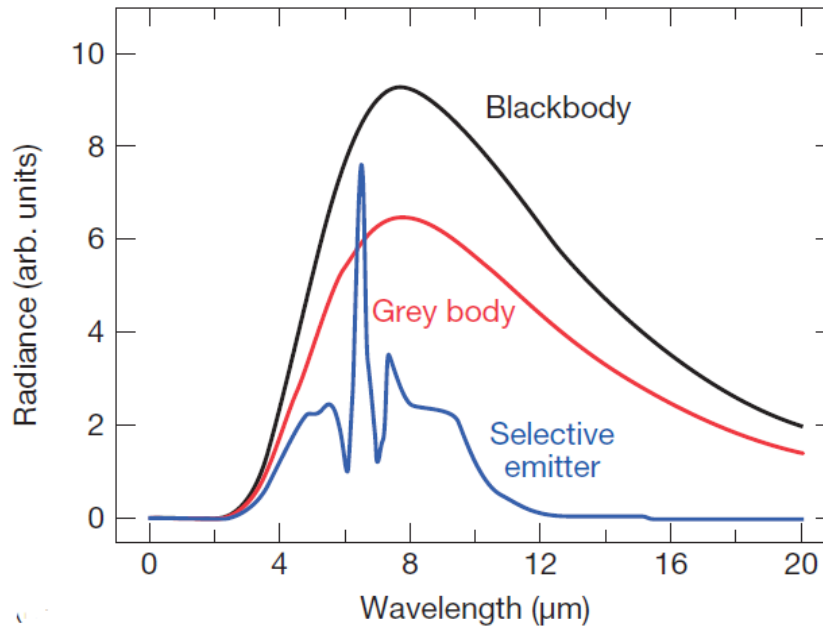 10
8
6
4
2
0
Radiance (arb. units)
Blackbody
Grey body
Selective
emitter
0 4 8 12 16 20
Wavelength (µm)